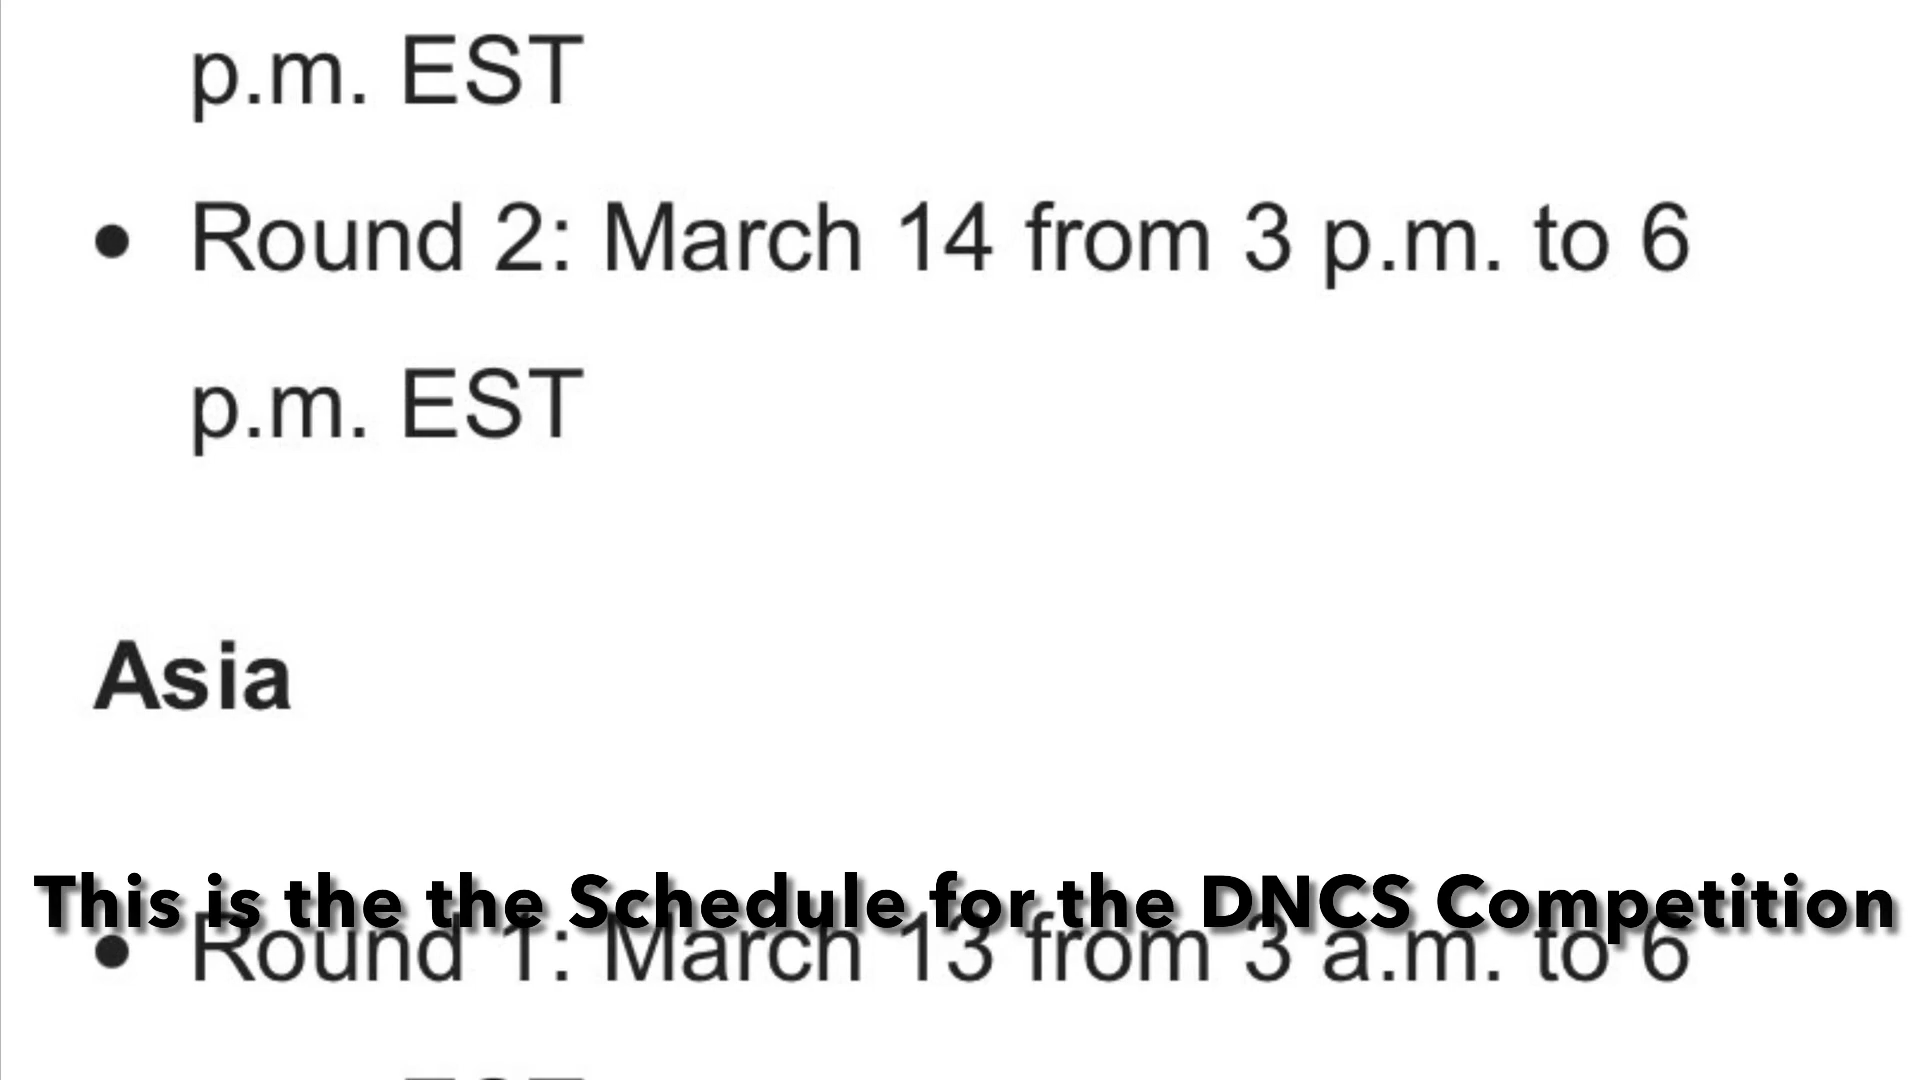 p.m. EST
• Round 2: March 14 from 3 p.m. to 6
p.m. EST
Asia
This is the the Schedule for the DNCS Competition
• Round 1: March 13 from 3 a.m. to 6